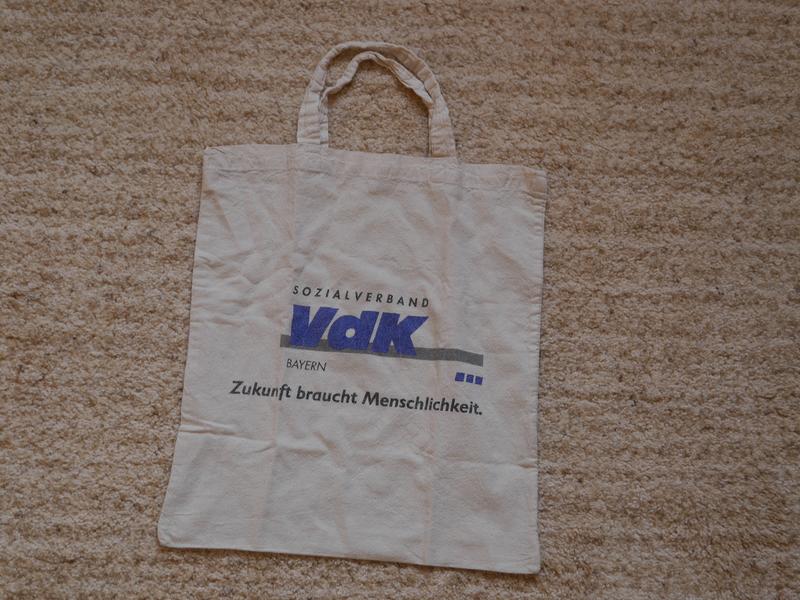 SOZIALVERBAND
VdK
BAYERN
Zukunft braucht Menschlichkeit.